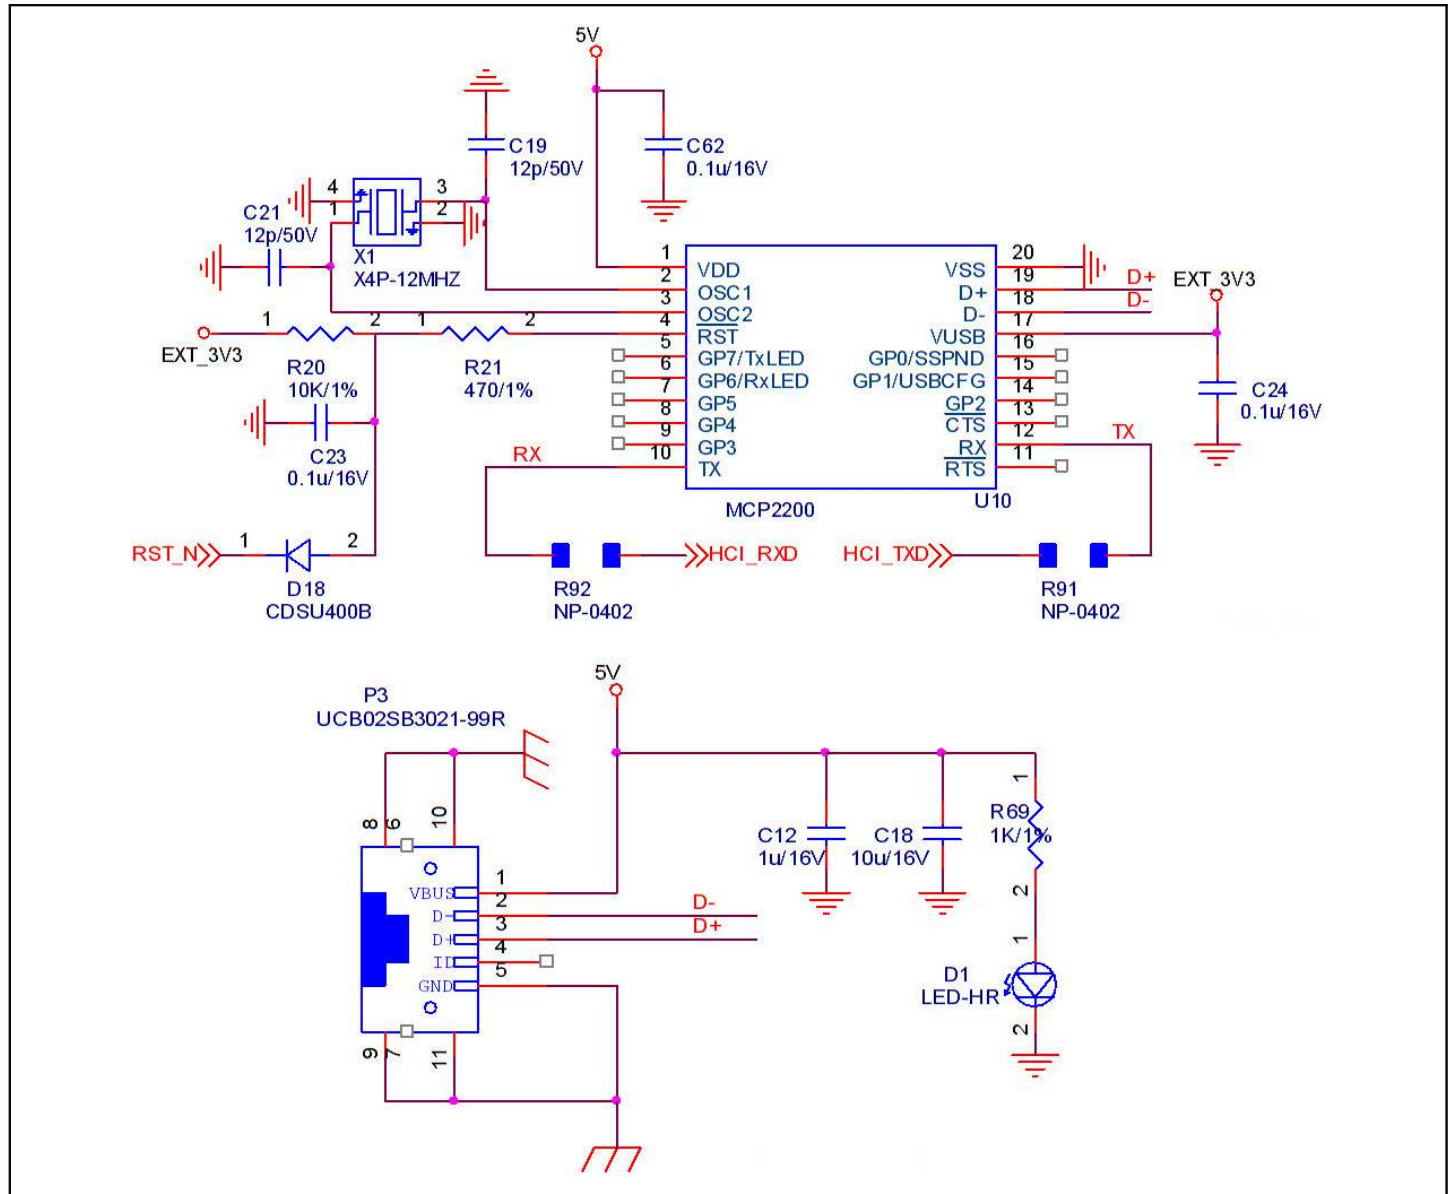 5V
C19
12p/50V
C62
0.1u/16V
4
3
1
2
C21
12p/50V
X1
X4P-12MHZ
1
VDD
2
OSC1
3
OSC2
4
RST
5
GP7/TxLED
6
GP6/RxLED
7
GP5
8
GP4
9
GP3
10
TX
20
VSS
19
D+
18
D-
17
VUSB
16
GP0/SSPND
15
GP1/USBCFG
14
GP2
13
CTS
12
RX
11
RTS
D+
D-
EXT_3V3
C24
0.1u/16V
EXT_3V3
1
2
R20
10K/1%
1
2
R21
470/1%
C23
0.1u/16V
RX
TX
MCP2200
U10
RST_N
1
2
D18
CDSU400B
R92
NP-0402
HCI_RXD
HCI_TXD
R91
NP-0402
P3
UCB02SB3021-99R
5V
8
6
10
1
VBUS
2
D-
3
D+
4
ID
5
GND
9
7
11
D-
D+
C12
1u/16V
C18
10u/16V
1
R69
1K/1%
2
1
D1
LED-HR
2